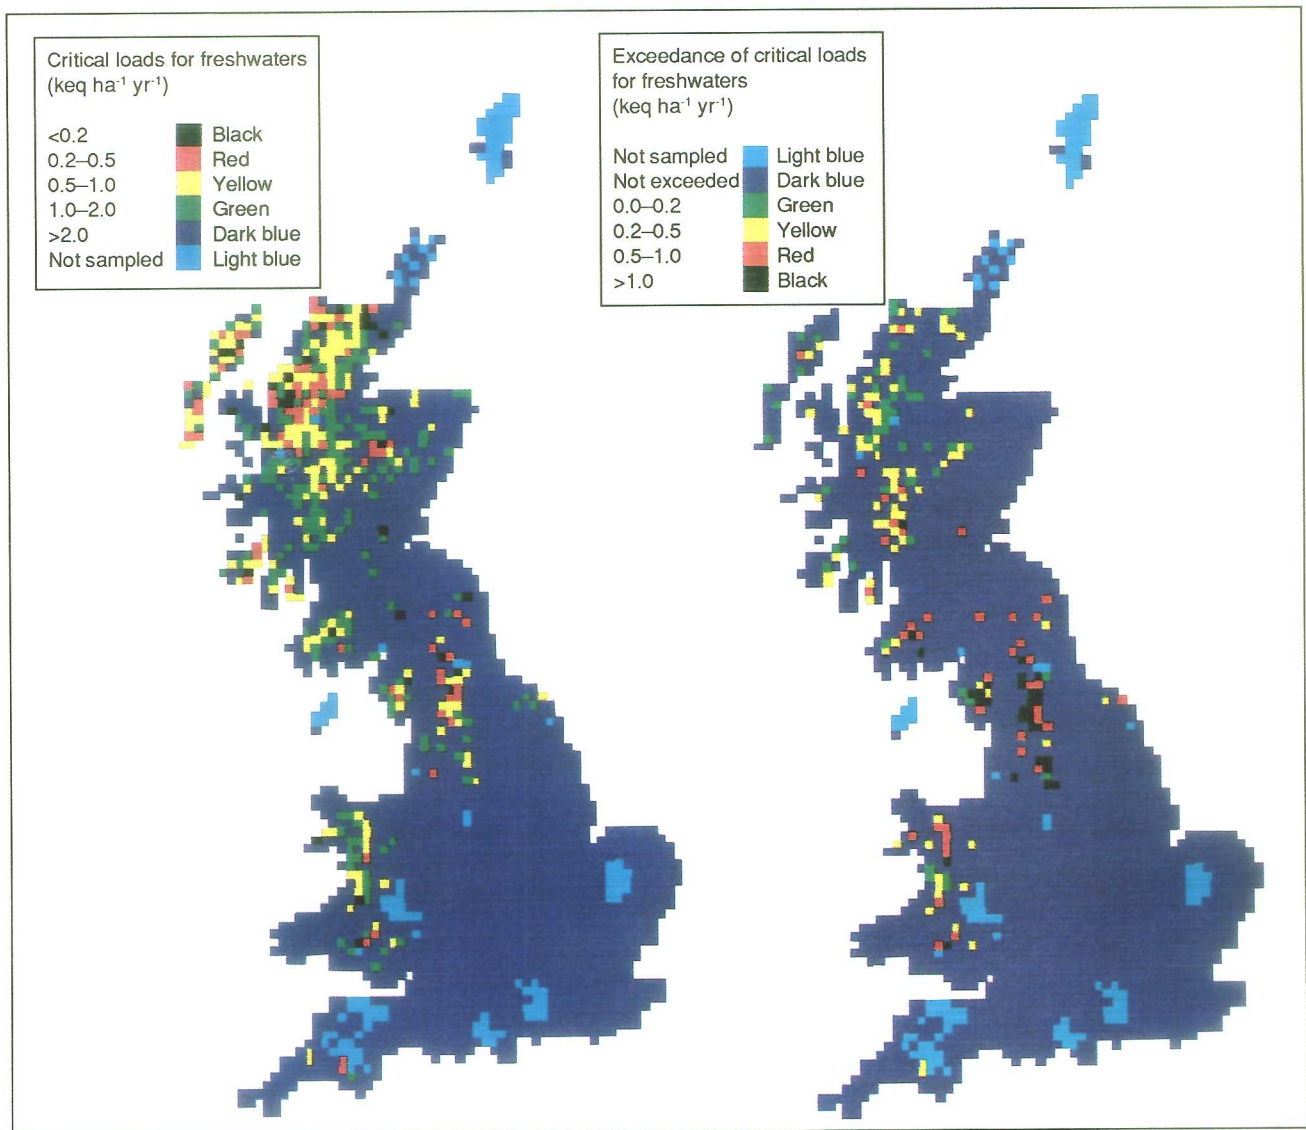 Critical loads for freshwaters
(keq ha⁻¹ yr⁻¹)
<0.2 Black
0.2–0.5 Red
0.5–1.0 Yellow
1.0–2.0 Green
>2.0 Dark blue
Not sampled Light blue
Exceedance of critical loads
for freshwaters
(keq ha⁻¹ yr⁻¹)
Not sampled Light blue
Not exceeded Dark blue
0.0–0.2 Green
0.2–0.5 Yellow
0.5–1.0 Red
>1.0 Black